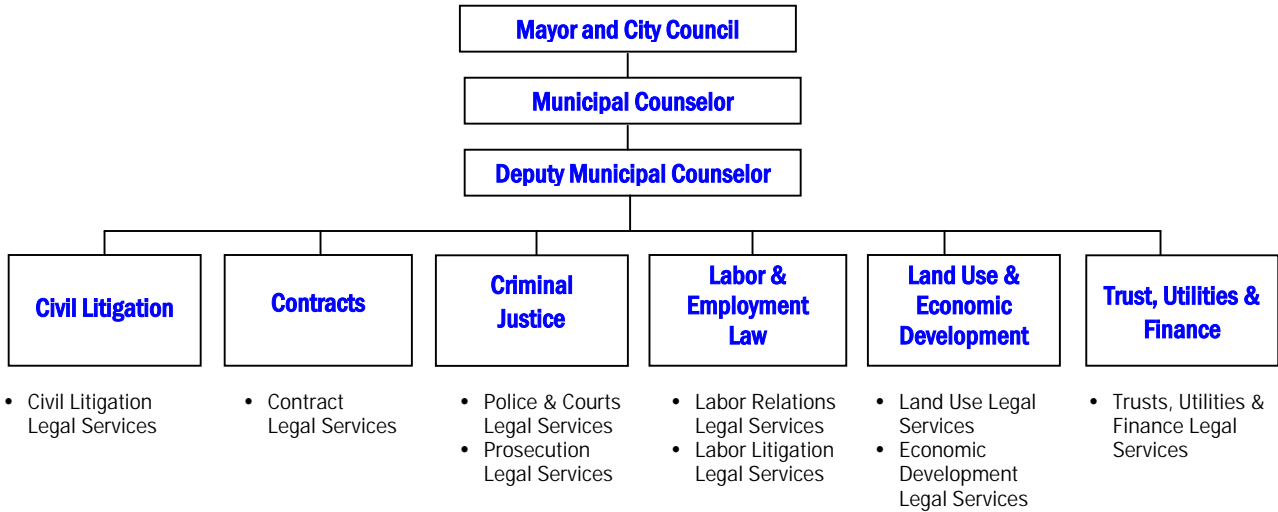 Mayor and City Council
Municipal Counselor
Deputy Municipal Counselor
Civil Litigation
Contracts
Criminal
Justice
Labor &
Employment
Law
Land Use &
Economic
Development
Trust, Utilities &
Finance
• Civil Litigation
Legal Services
• Contract
Legal Services
• Police & Courts
Legal Services
• Prosecution
Legal Services
• Labor Relations
Legal Services
• Labor Litigation
Legal Services
• Land Use Legal
Services
• Economic
Development
Legal Services
• Trusts, Utilities &
Finance Legal
Services